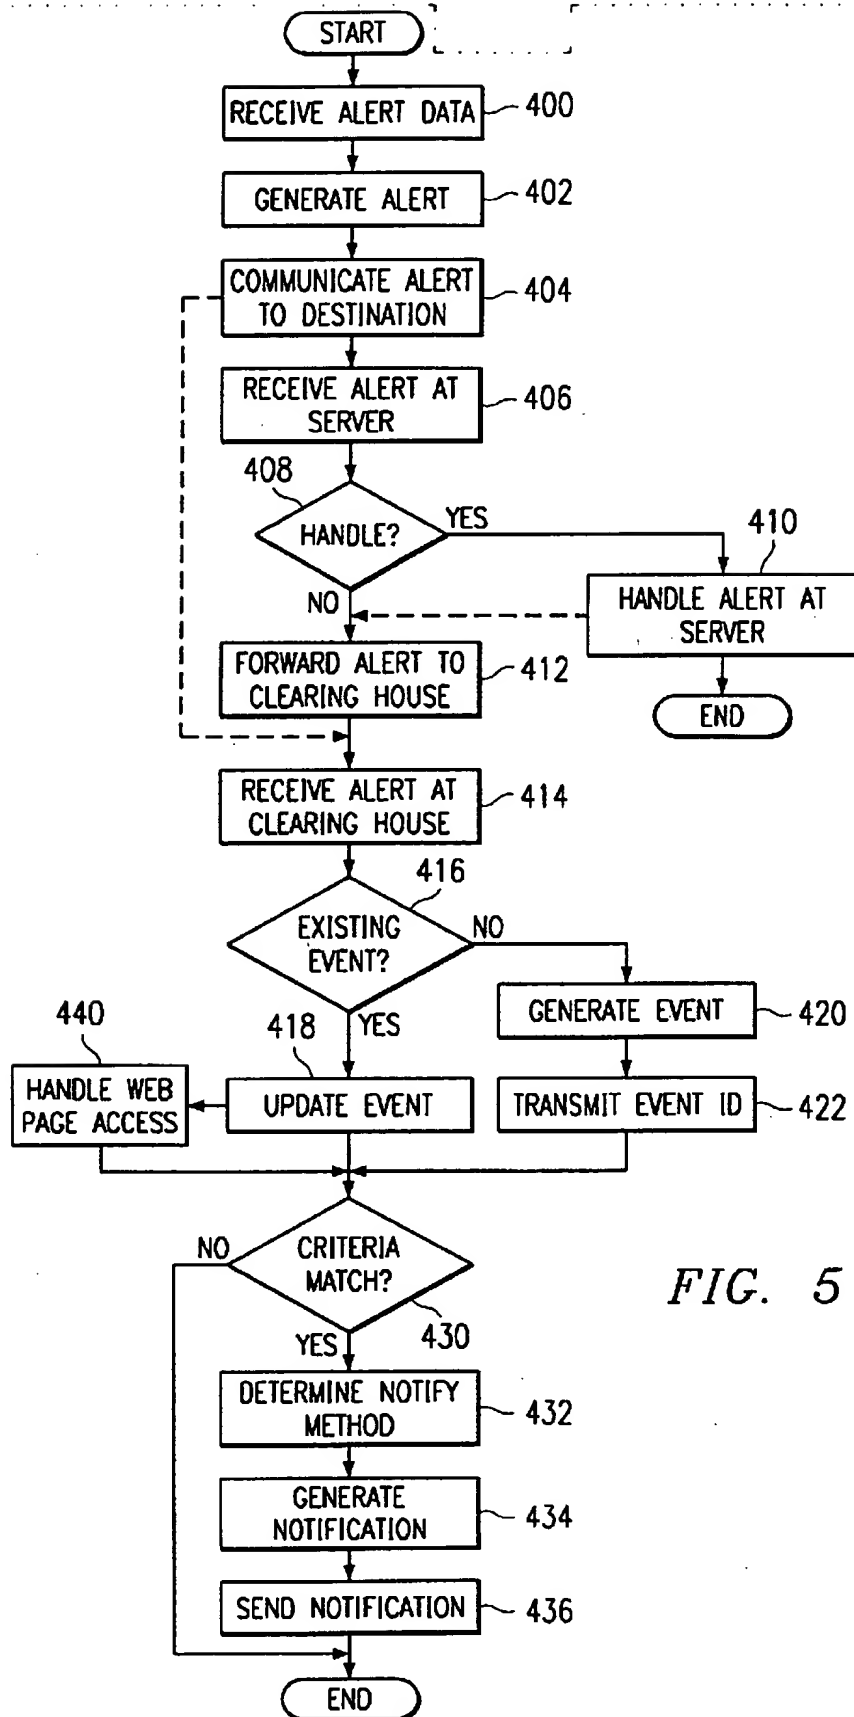 START
RECEIVE ALERT DATA
400
GENERATE ALERT
402
COMMUNICATE ALERT
TO DESTINATION
404
RECEIVE ALERT AT
SERVER
406
408
HANDLE?
YES
410
HANDLE ALERT AT
SERVER
END
NO
FORWARD ALERT TO
CLEARING HOUSE
412
RECEIVE ALERT AT
CLEARING HOUSE
414
416
EXISTING
EVENT?
NO
GENERATE EVENT
420
TRANSMIT EVENT ID
422
YES
418
UPDATE EVENT
440
HANDLE WEB
PAGE ACCESS
CRITERIA
MATCH?
NO
430
YES
FIG. 5
DETERMINE NOTIFY
METHOD
432
GENERATE
NOTIFICATION
434
SEND NOTIFICATION
436
END